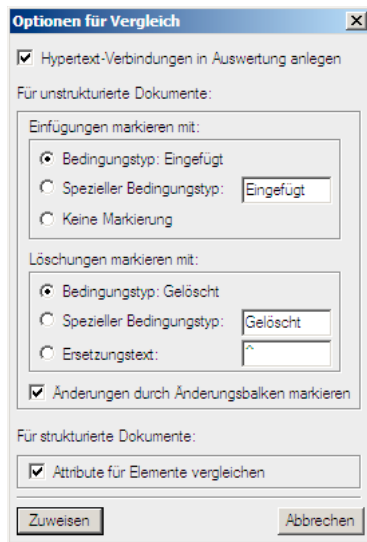 Optionen für Vergleich
Hypertext-Verbindungen in Auswertung anlegen
Für unstrukturierte Dokumente:
Einfügungen markieren mit:
Bedingungstyp: Eingefügt
Spezieller Bedingungstyp: Eingefügt
Keine Markierung
Löschungen markieren mit:
Bedingungstyp: Gelöscht
Spezieller Bedingungstyp: Gelöscht
Ersetzungstext: ^
Änderungen durch Änderungsbalken markieren
Für strukturierte Dokumente:
Attribute für Elemente vergleichen
Zuweisen Abbrechen